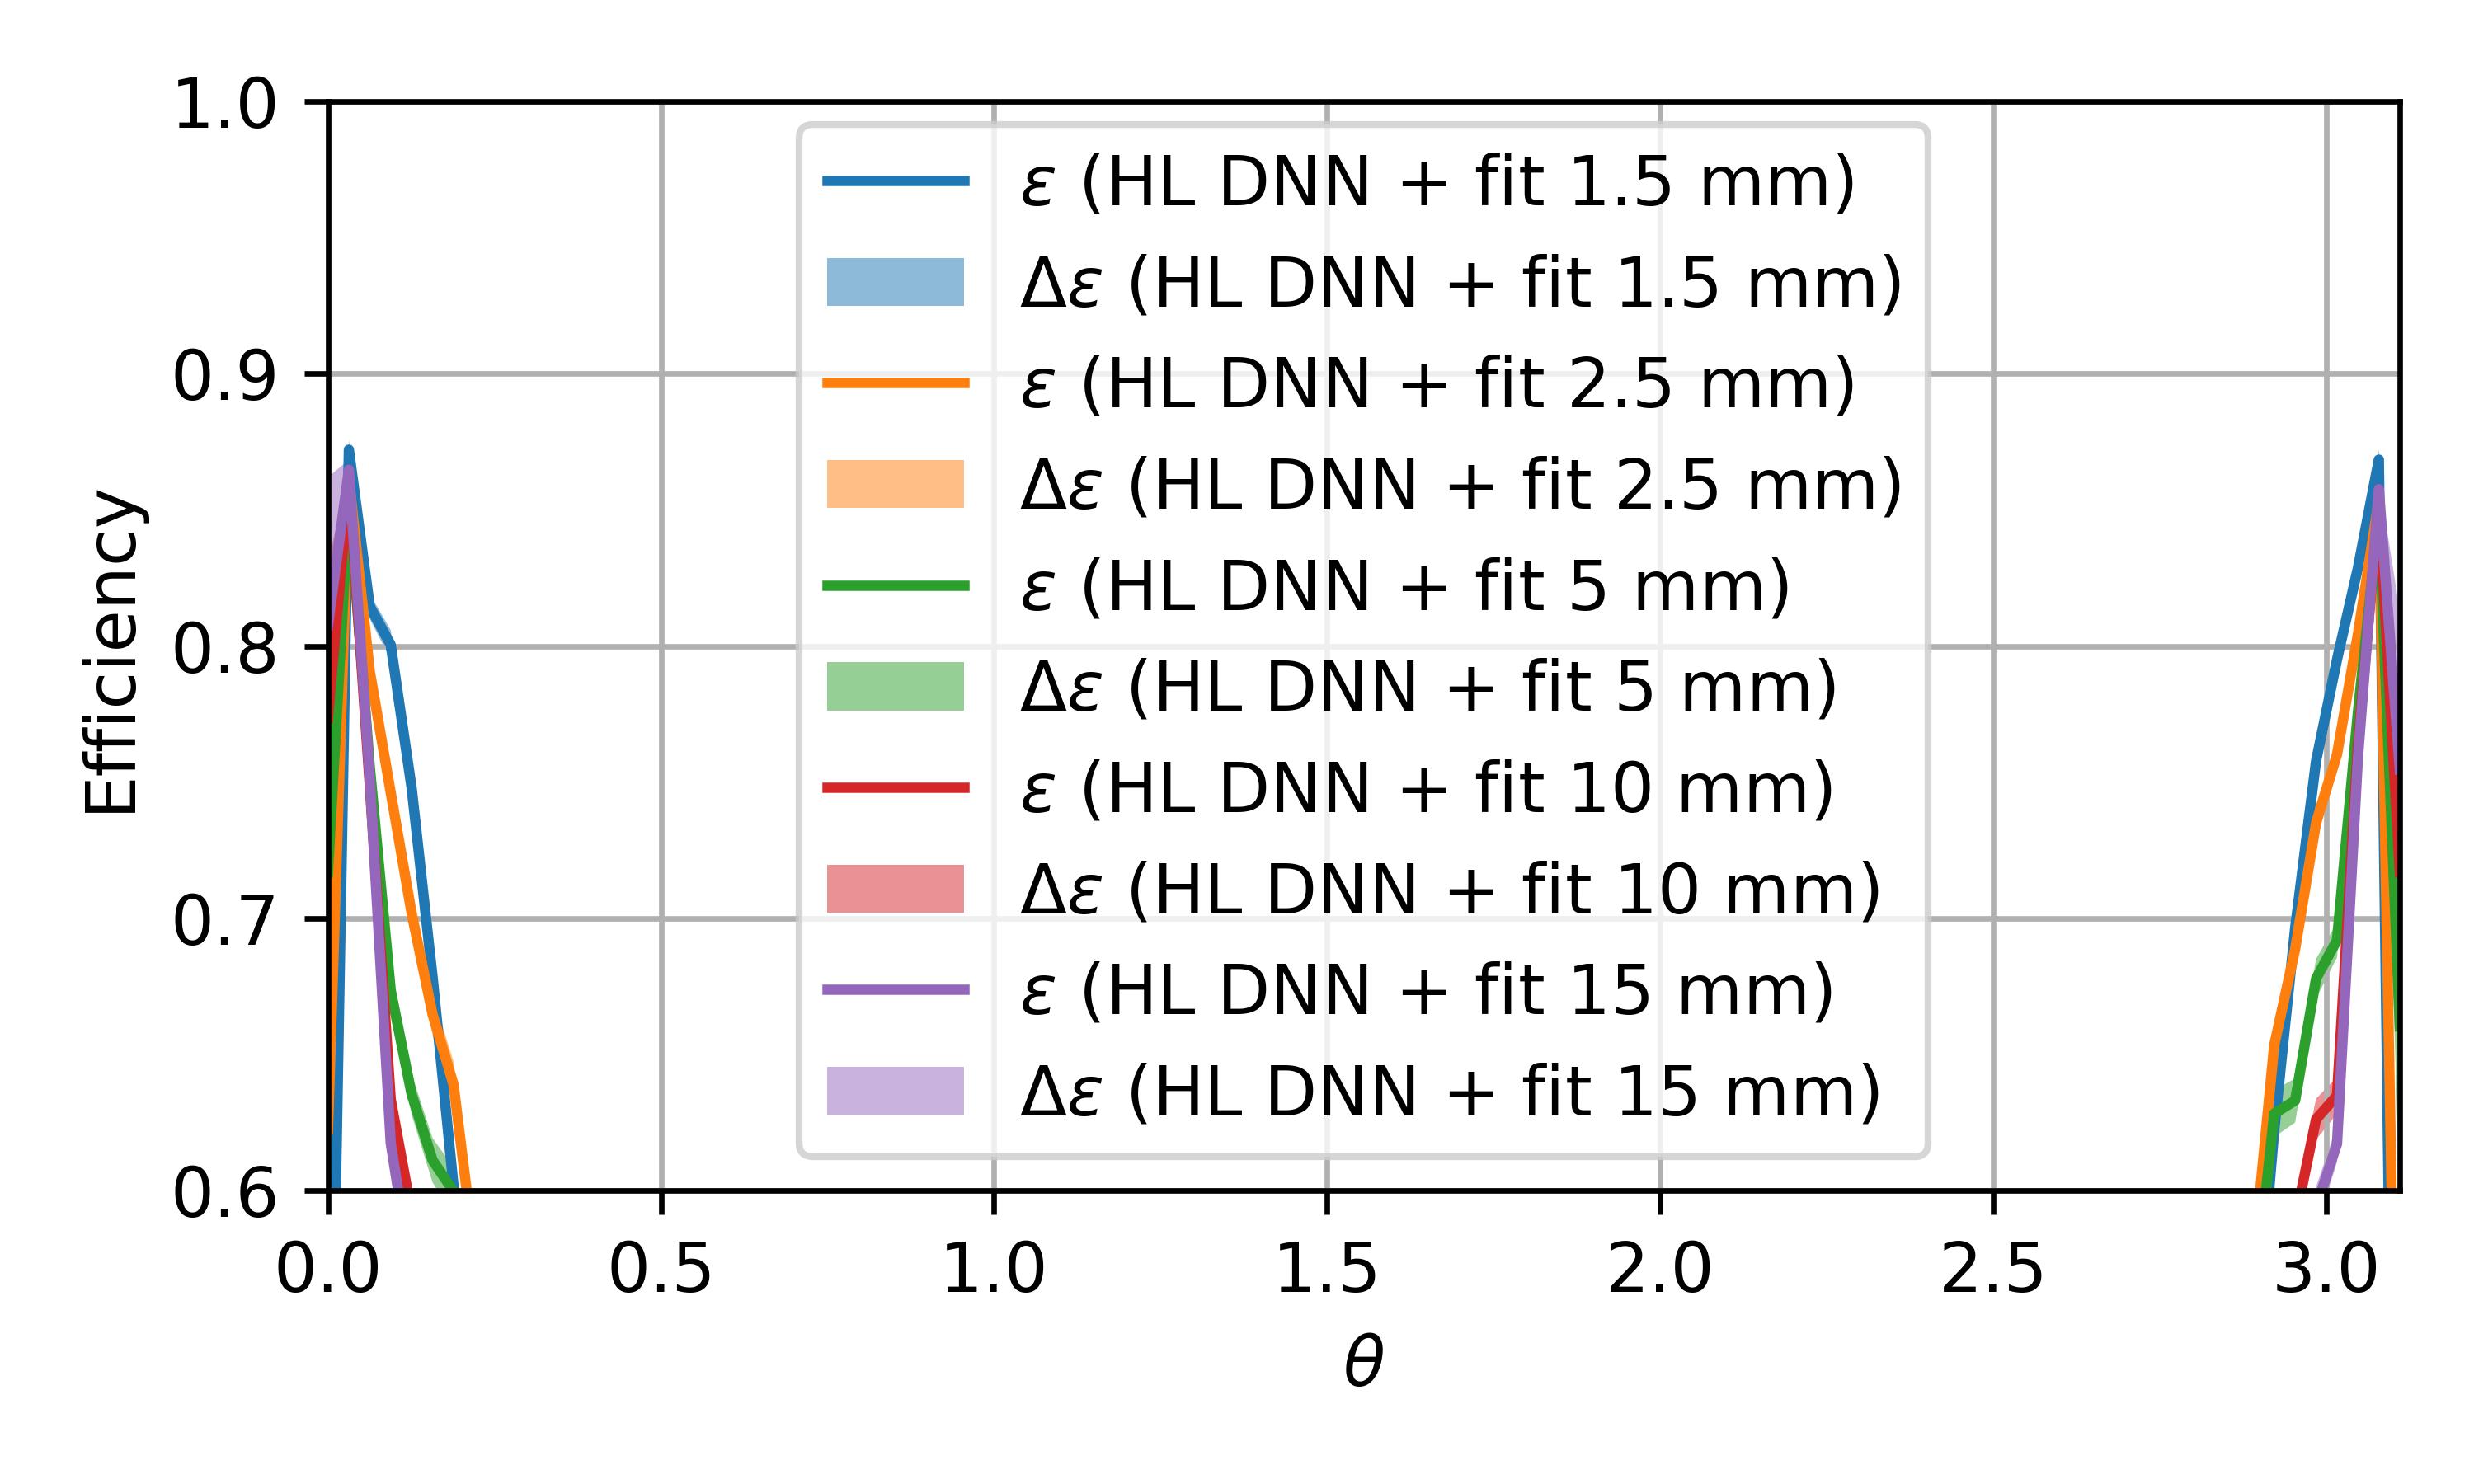 1.0
0.9
0.8
0.7
0.6
Efficiency
ε (HL DNN + fit 1.5 mm)
Δε (HL DNN + fit 1.5 mm)
ε (HL DNN + fit 2.5 mm)
Δε (HL DNN + fit 2.5 mm)
ε (HL DNN + fit 5 mm)
Δε (HL DNN + fit 5 mm)
ε (HL DNN + fit 10 mm)
Δε (HL DNN + fit 10 mm)
ε (HL DNN + fit 15 mm)
Δε (HL DNN + fit 15 mm)
0.0 0.5 1.0 1.5 2.0 2.5 3.0
θ